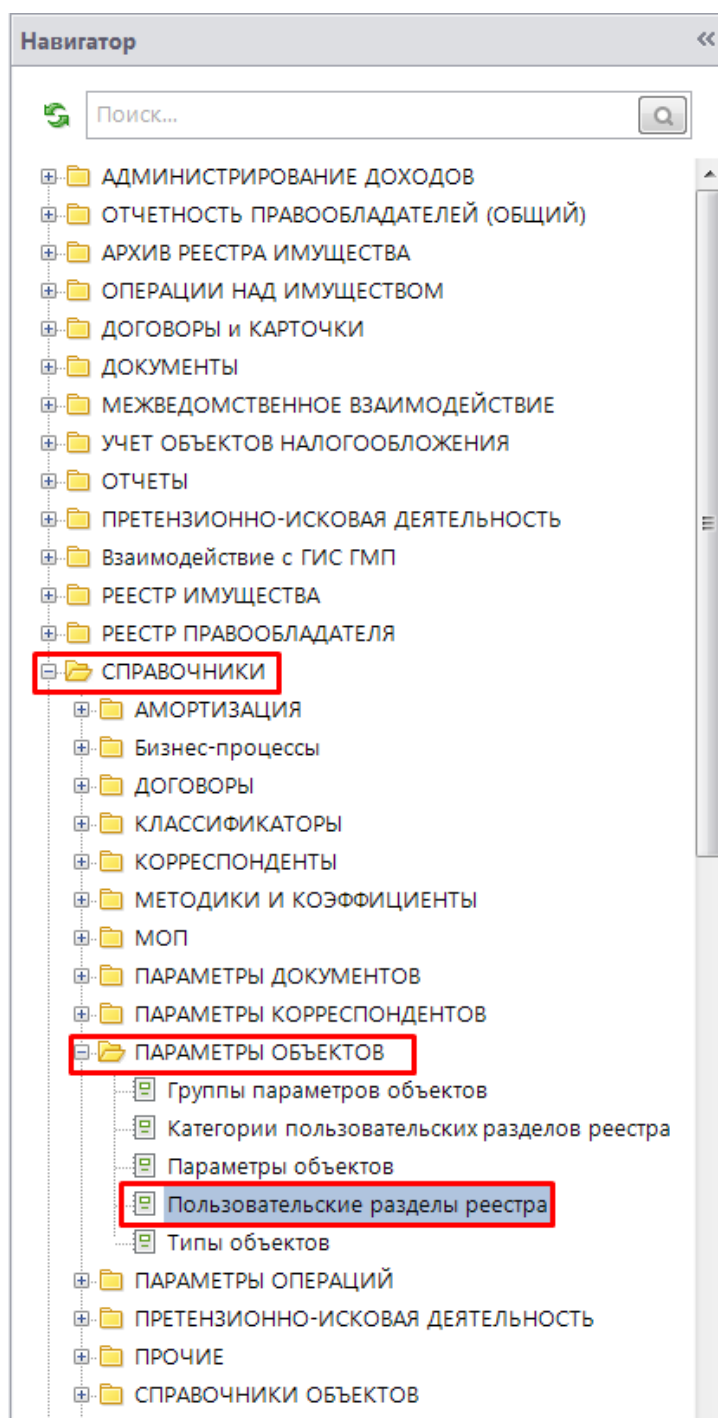 Навигатор
Поиск...
АДМИНИСТРИРОВАНИЕ ДОХОДОВ
ОТЧЕТНОСТЬ ПРАВООБЛАДАТЕЛЕЙ (ОБЩИЙ)
АРХИВ РЕЕСТРА ИМУЩЕСТВА
ОПЕРАЦИИ НАД ИМУЩЕСТВОМ
ДОГОВОРЫ и КАРТОЧКИ
ДОКУМЕНТЫ
МЕЖВЕДОМСТВЕННОЕ ВЗАИМОДЕЙСТВИЕ
УЧЕТ ОБЪЕКТОВ НАЛОГООБЛОЖЕНИЯ
ОТЧЕТЫ
ПРЕТЕНЗИОННО-ИСКОВАЯ ДЕЯТЕЛЬНОСТЬ
Взаимодействие с ГИС ГМП
РЕЕСТР ИМУЩЕСТВА
РЕЕСТР ПРАВООБЛАДАТЕЛЯ
СПРАВОЧНИКИ
АМОРТИЗАЦИЯ
Бизнес-процессы
ДОГОВОРЫ
КЛАССИФИКАТОРЫ
КОРРЕСПОНДЕНТЫ
МЕТОДИКИ И КОЭФФИЦИЕНТЫ
МОП
ПАРАМЕТРЫ ДОКУМЕНТОВ
ПАРАМЕТРЫ КОРРЕСПОНДЕНТОВ
ПАРАМЕТРЫ ОБЪЕКТОВ
Группы параметров объектов
Категории пользовательских разделов реестра
Параметры объектов
Пользовательские разделы реестра
Типы объектов
ПАРАМЕТРЫ ОПЕРАЦИЙ
ПРЕТЕНЗИОННО-ИСКОВАЯ ДЕЯТЕЛЬНОСТЬ
ПРОЧИЕ
СПРАВОЧНИКИ ОБЪЕКТОВ